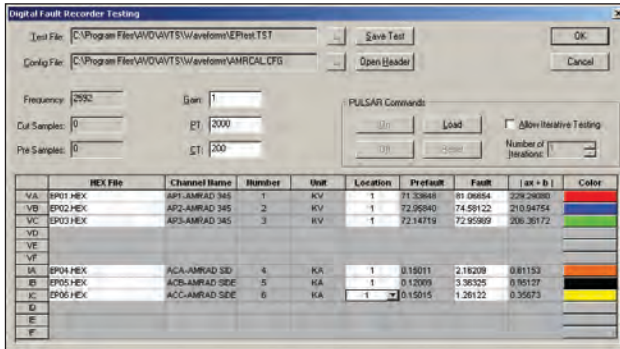 Digital Fault Recorder Testing
Test File: C:\Program Files\AVO\AVTS\Waveforms\EPtest.TST ... Save Test OK
Config File: C:\Program Files\AVO\AVTS\Waveforms\AMRCAL.CFG ... Open Header Cancel
Frequency: 2592 Gain: 1 PULSAR Commands
Cut Samples: 0 PT: 2000 On Load Allow Iterative Testing
Pre Samples: 0 CT: 200 Off Number of Iterations: 1
HEX File Channel Name Number Unit Location Prefault Fault | ax + b | Color
VA EP01.HEX AP1-AMRAD 345 1 KV 1 71.33648 81.06854 229.29080
VB EP02.HEX AP2-AMRAD 345 2 KV 1 72.95840 74.58122 210.94754
VC EP03.HEX AP3-AMRAD 345 3 KV 1 72.14719 72.95989 206.36172
VD
VE
VF
IA EP04.HEX ACA-AMRAD SID 4 KA 1 0.15011 2.18209 0.61153
IB EP05.HEX ACB-AMRAD SIDE 5 KA 1 0.12009 3.36325 0.95127
IC EP06.HEX ACC-AMRAD SIDE 6 KA 1 0.15015 1.26122 0.35673
ID
IE
IF